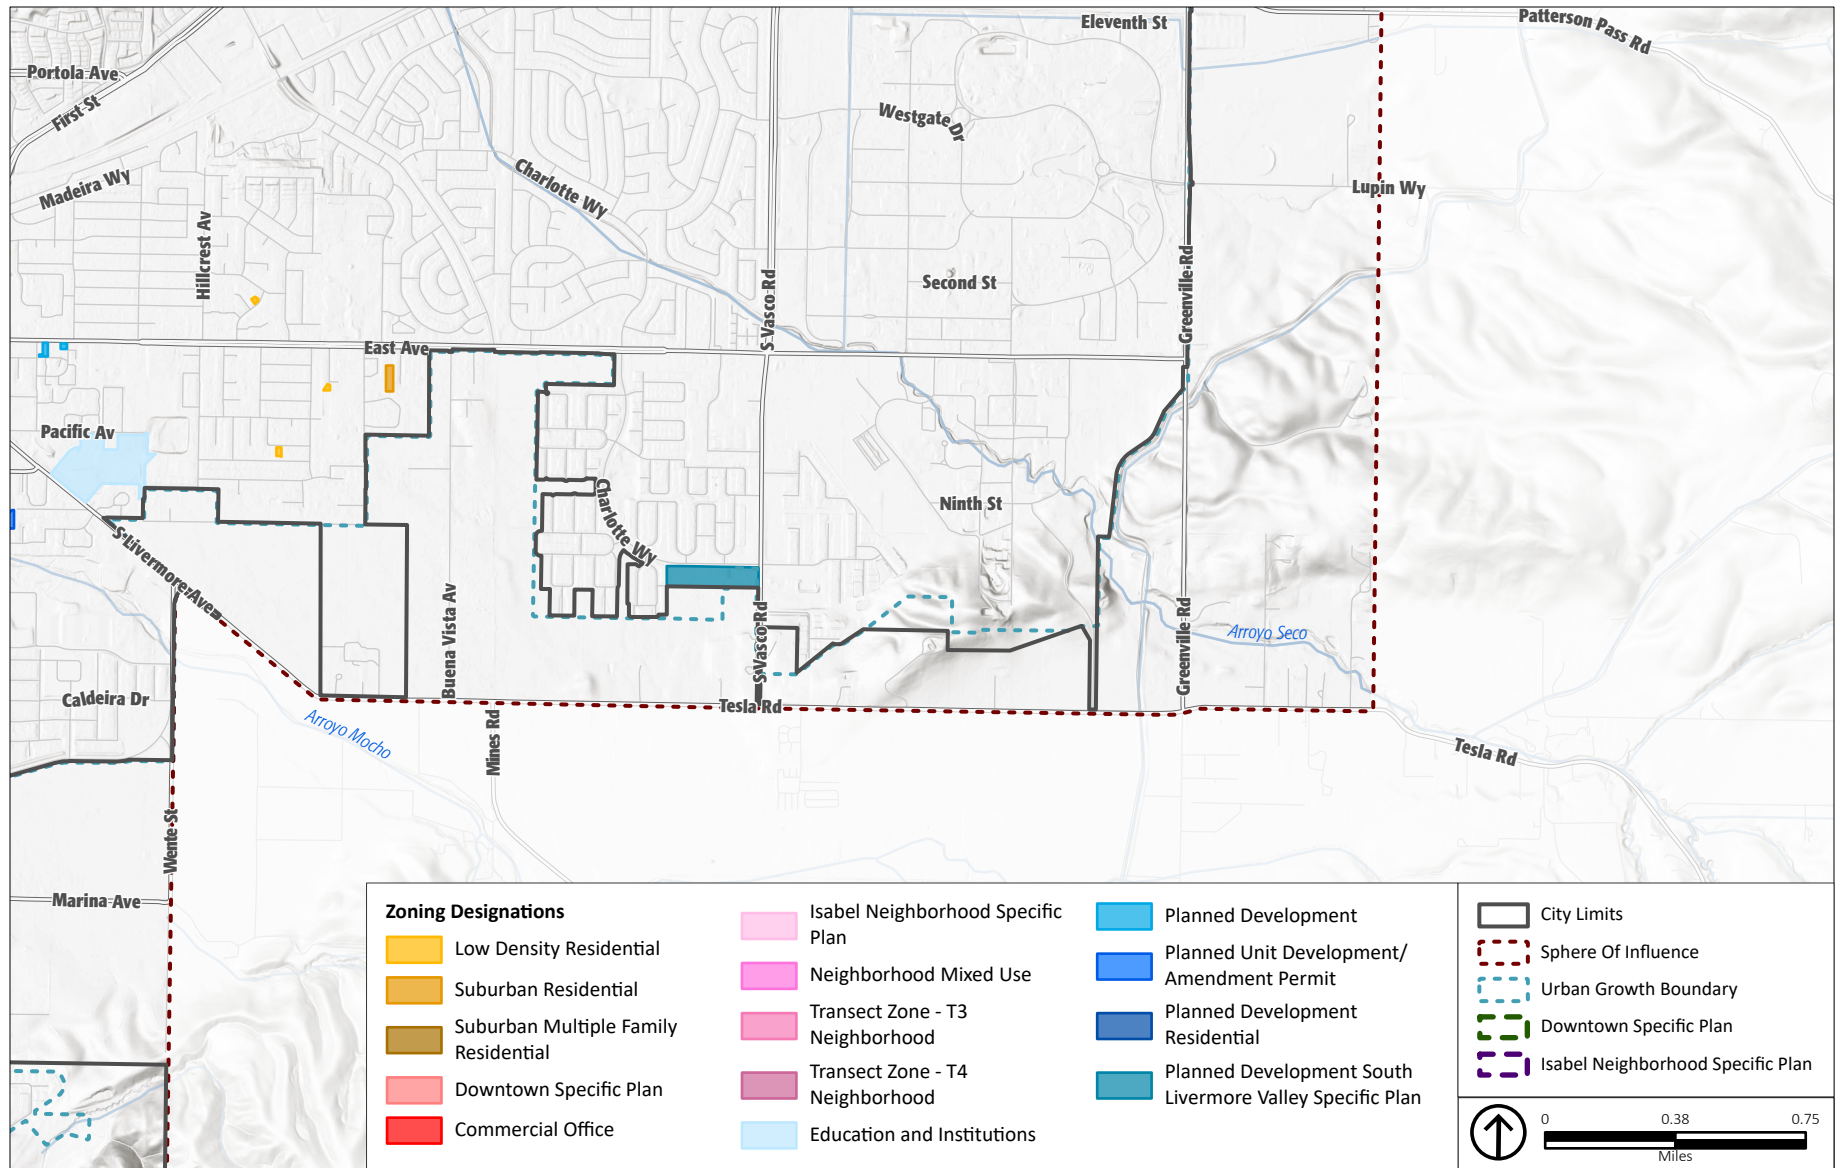 Eleventh St
Patterson Pass Rd
Portola Ave
First St
Westgate Dr
Madeira Wy
Charlotte Wy
Lupin Wy
Hillcrest Av
Second St
S Vasco Rd
Greenville Rd
East Ave
Pacific Av
Charlotte Wy
Ninth St
S Livermore Ave
Buena Vista Av
S Vasco Rd
Greenville Rd
Arroyo Seco
Caldeira Dr
Tesla Rd
Arroyo Mocho
Mines Rd
Tesla Rd
Wente St
Marina Ave
Zoning Designations
Low Density Residential
Suburban Residential
Suburban Multiple Family
Residential
Downtown Specific Plan
Commercial Office
Isabel Neighborhood Specific
Plan
Neighborhood Mixed Use
Transect Zone - T3
Neighborhood
Transect Zone - T4
Neighborhood
Education and Institutions
Planned Development
Planned Unit Development/
Amendment Permit
Planned Development
Residential
Planned Development South
Livermore Valley Specific Plan
City Limits
Sphere Of Influence
Urban Growth Boundary
Downtown Specific Plan
Isabel Neighborhood Specific Plan
0 0.38 0.75
Miles